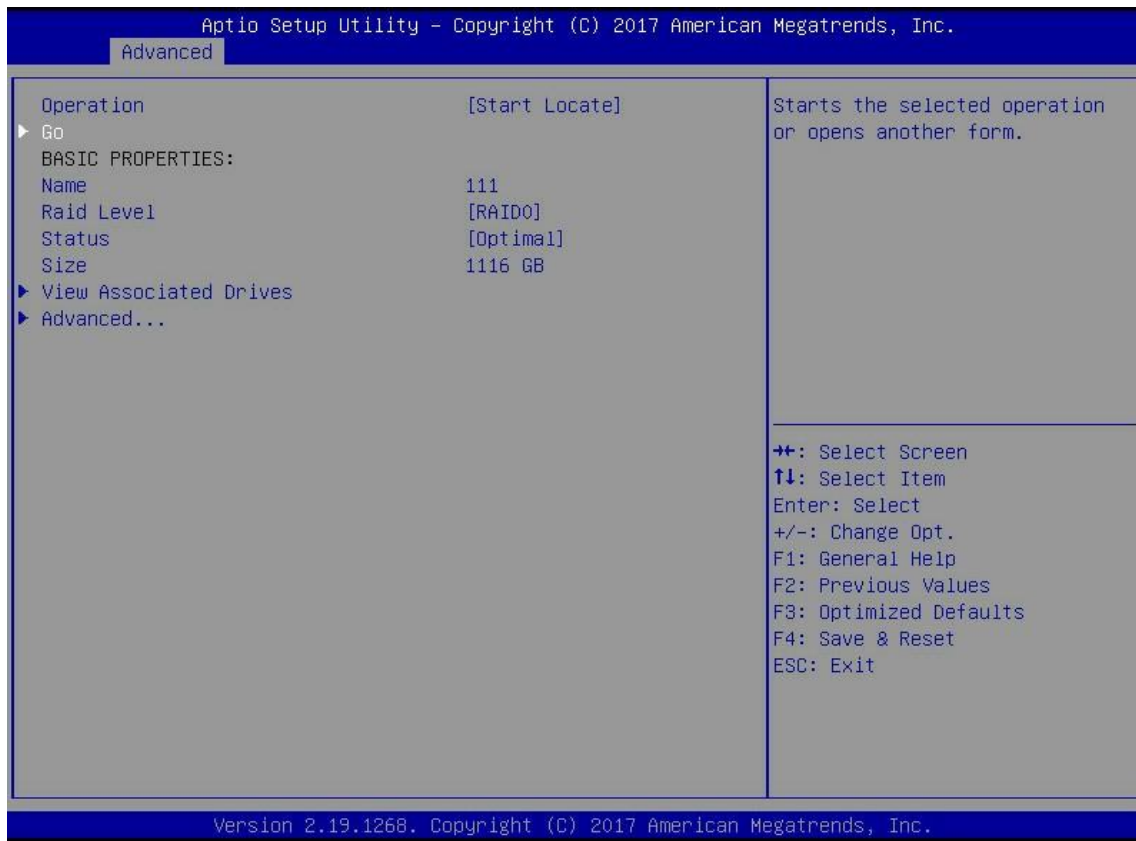 Aptio Setup Utility – Copyright (C) 2017 American Megatrends, Inc.
Advanced
Operation [Start Locate]
▶ Go
BASIC PROPERTIES:
Name 111
Raid Level [RAID0]
Status [Optimal]
Size 1116 GB
▶ View Associated Drives
▶ Advanced...
Starts the selected operation
or opens another form.
→←: Select Screen
↑↓: Select Item
Enter: Select
+/-: Change Opt.
F1: General Help
F2: Previous Values
F3: Optimized Defaults
F4: Save & Reset
ESC: Exit
Version 2.19.1268. Copyright (C) 2017 American Megatrends, Inc.